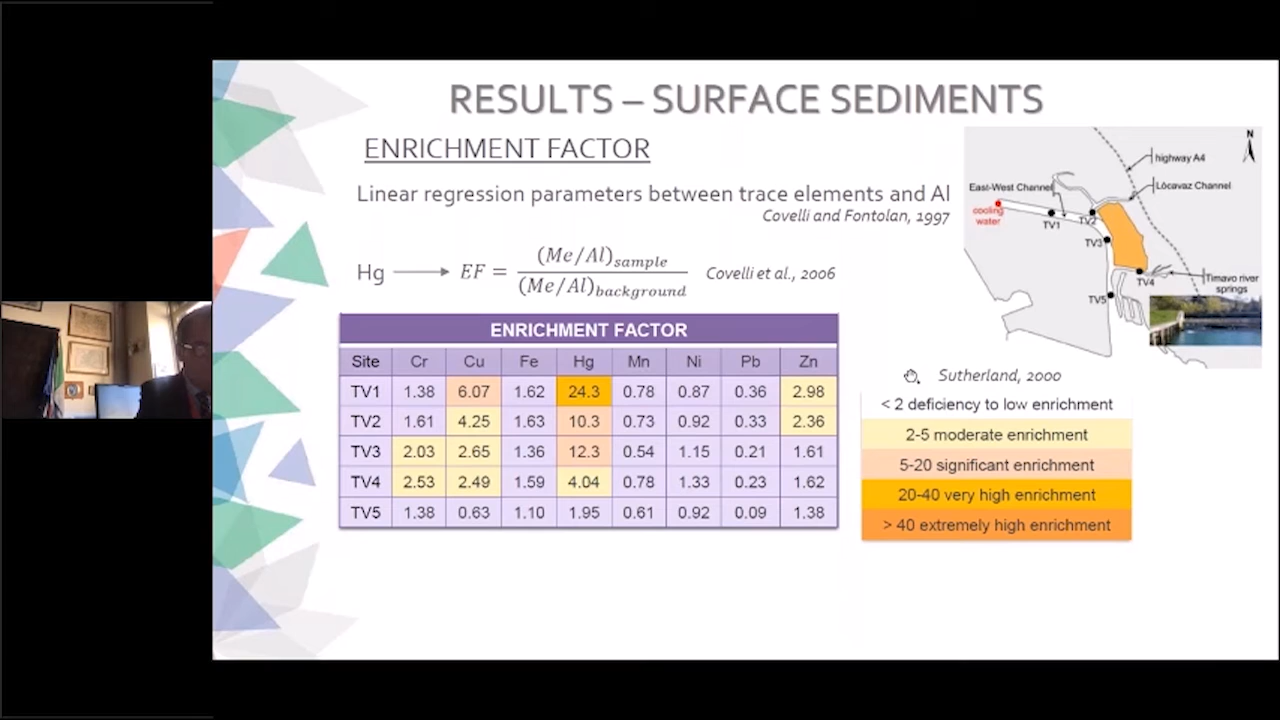 RESULTS – SURFACE SEDIMENTS
ENRICHMENT FACTOR
Linear regression parameters between trace elements and Al
Covelli and Fontolan, 1997
Hg → EF = (Me/Al)sample / (Me/Al)background Covelli et al., 2006
ENRICHMENT FACTOR
Site Cr Cu Fe Hg Mn Ni Pb Zn
TV1 1.38 6.07 1.62 24.3 0.78 0.87 0.36 2.98
TV2 1.61 4.25 1.63 10.3 0.73 0.92 0.33 2.36
TV3 2.03 2.65 1.36 12.3 0.54 1.15 0.21 1.61
TV4 2.53 2.49 1.59 4.04 0.78 1.33 0.23 1.62
TV5 1.38 0.63 1.10 1.95 0.61 0.92 0.09 1.38
N
highway A4
East-West Channel
Lòcavaz Channel
cooling
water
TV1
TV2
TV3
TV4
Timavo river
springs
TV5
Sutherland, 2000
< 2 deficiency to low enrichment
2-5 moderate enrichment
5-20 significant enrichment
20-40 very high enrichment
> 40 extremely high enrichment